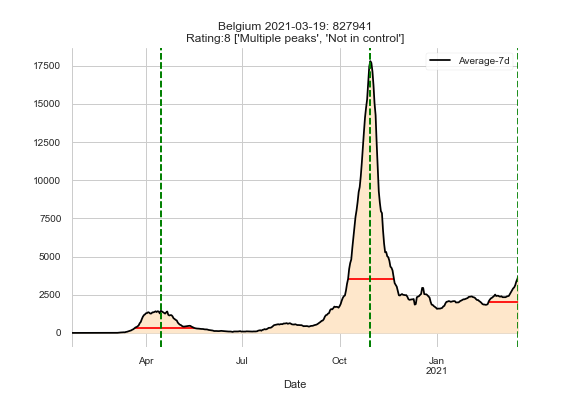 Belgium 2021-03-19: 827941
Rating:8 ['Multiple peaks', 'Not in control']
Average-7d
17500
15000
12500
10000
7500
5000
2500
0
Apr
Jul
Oct
Jan
2021
Date